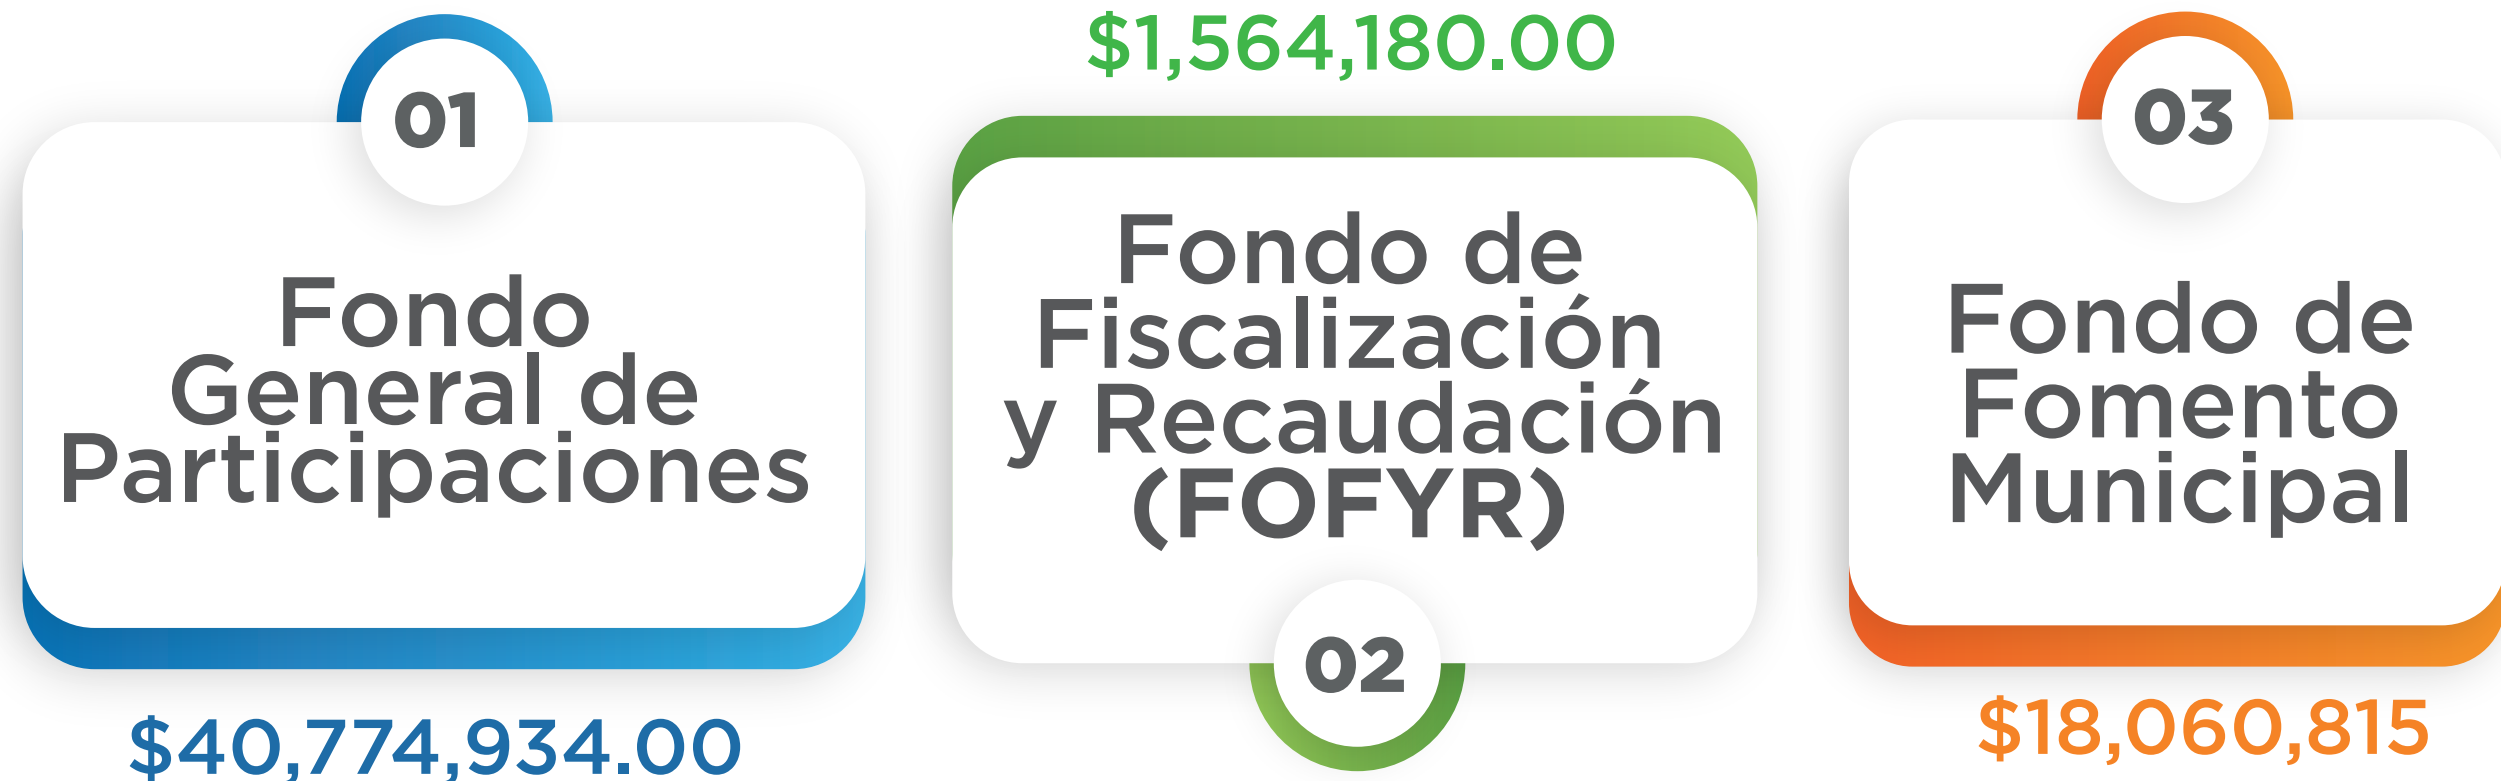 01
Fondo
General de
Participaciones
$40,774,934.00
$1,564,180.00
Fondo de
Fiscalización
y Recaudación
(FOFYR)
02
03
Fondo de
Fomento
Municipal
$18,060,815